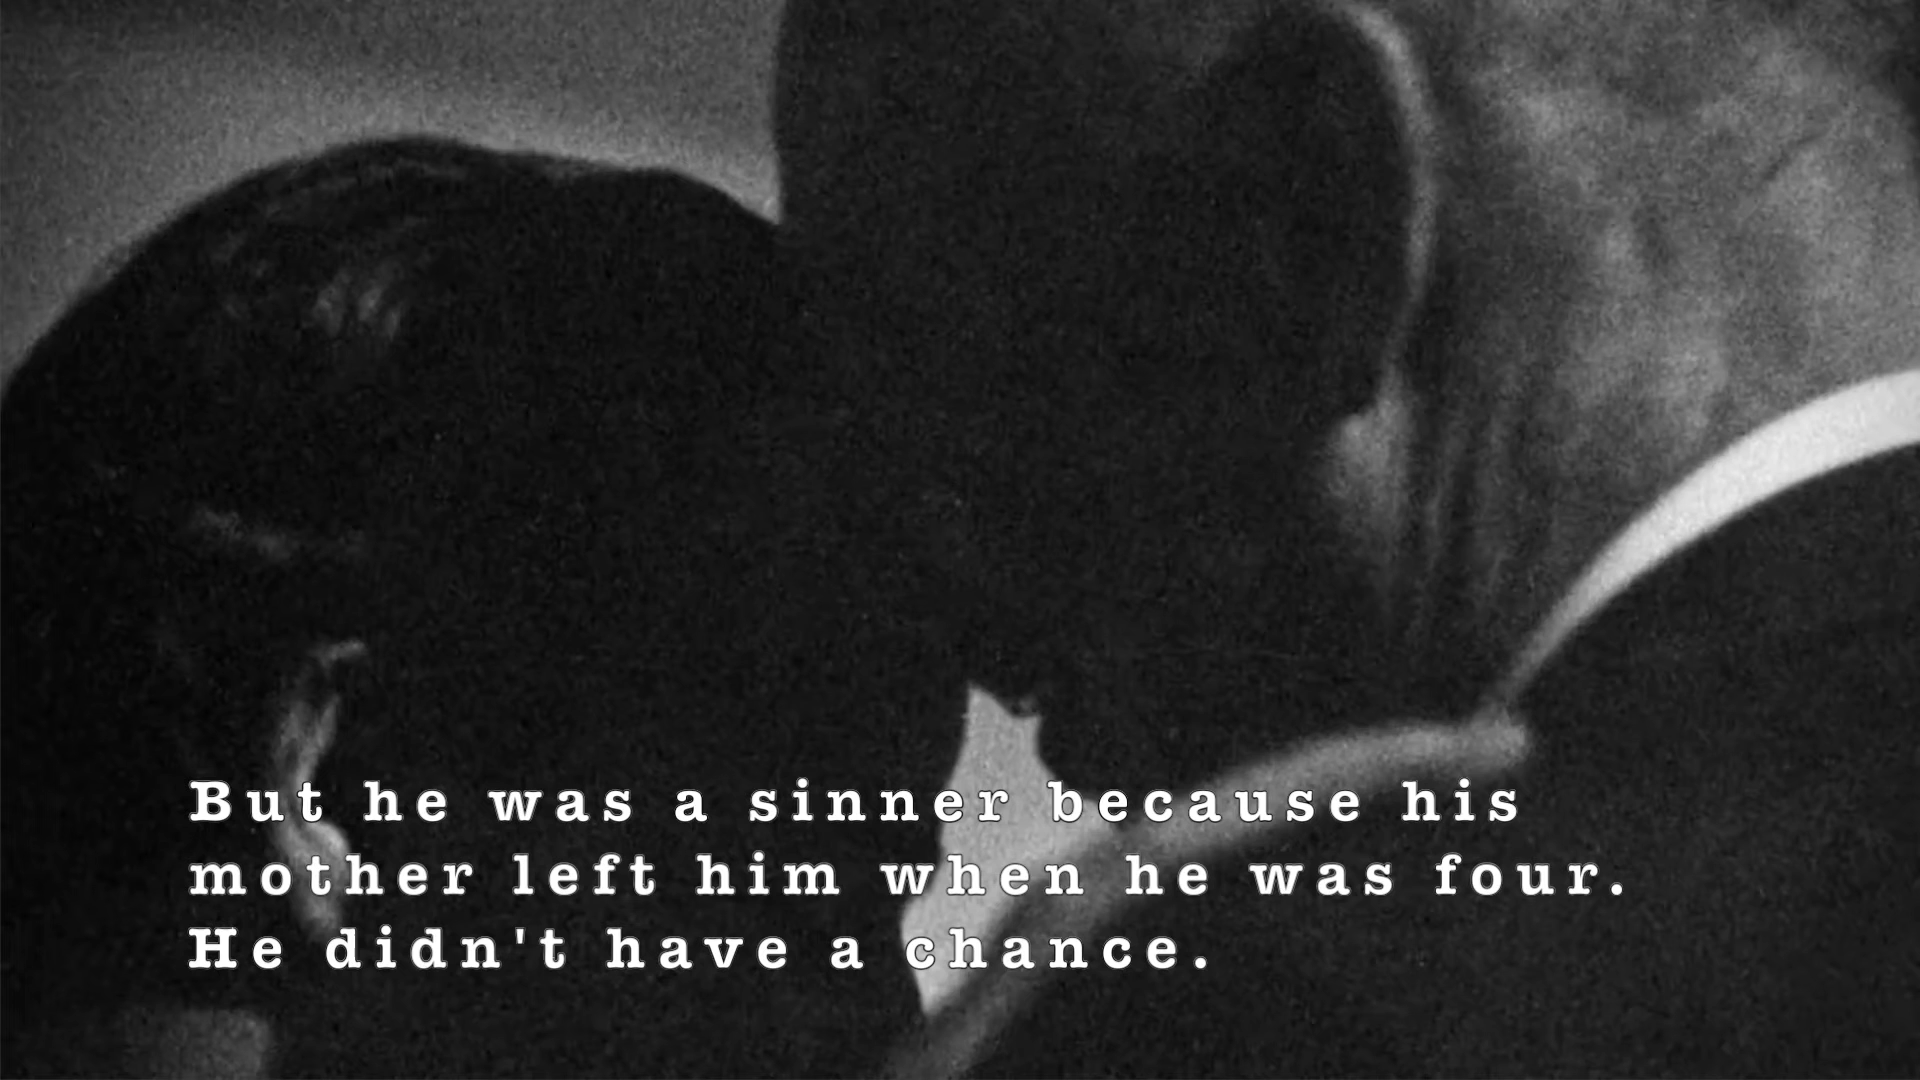 But he was a sinner because his
mother left him when he was four.
He didn't have a chance.